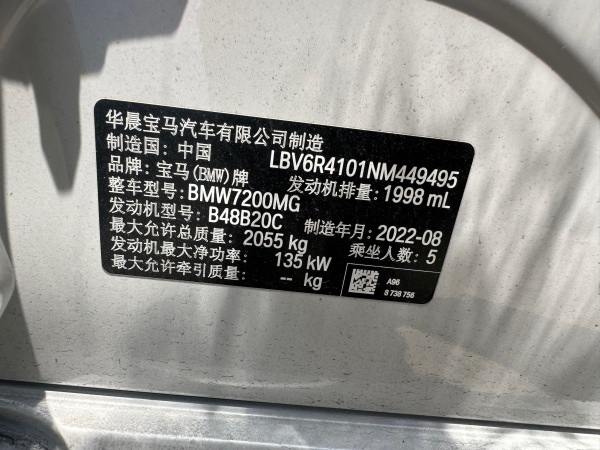 华晨宝马汽车有限公司制造
制造国: 中国 LBV6R4101NM449495
品牌: 宝马(BMW)牌 发动机排量: 1998 mL
整车型号: BMW7200MG
发动机型号: B48B20C 制造年月: 2022-08
最大允许总质量: 2055 kg 乘坐人数: 5
发动机最大净功率: 135 kW
最大允许牵引质量: -- kg
A96
8 738 756